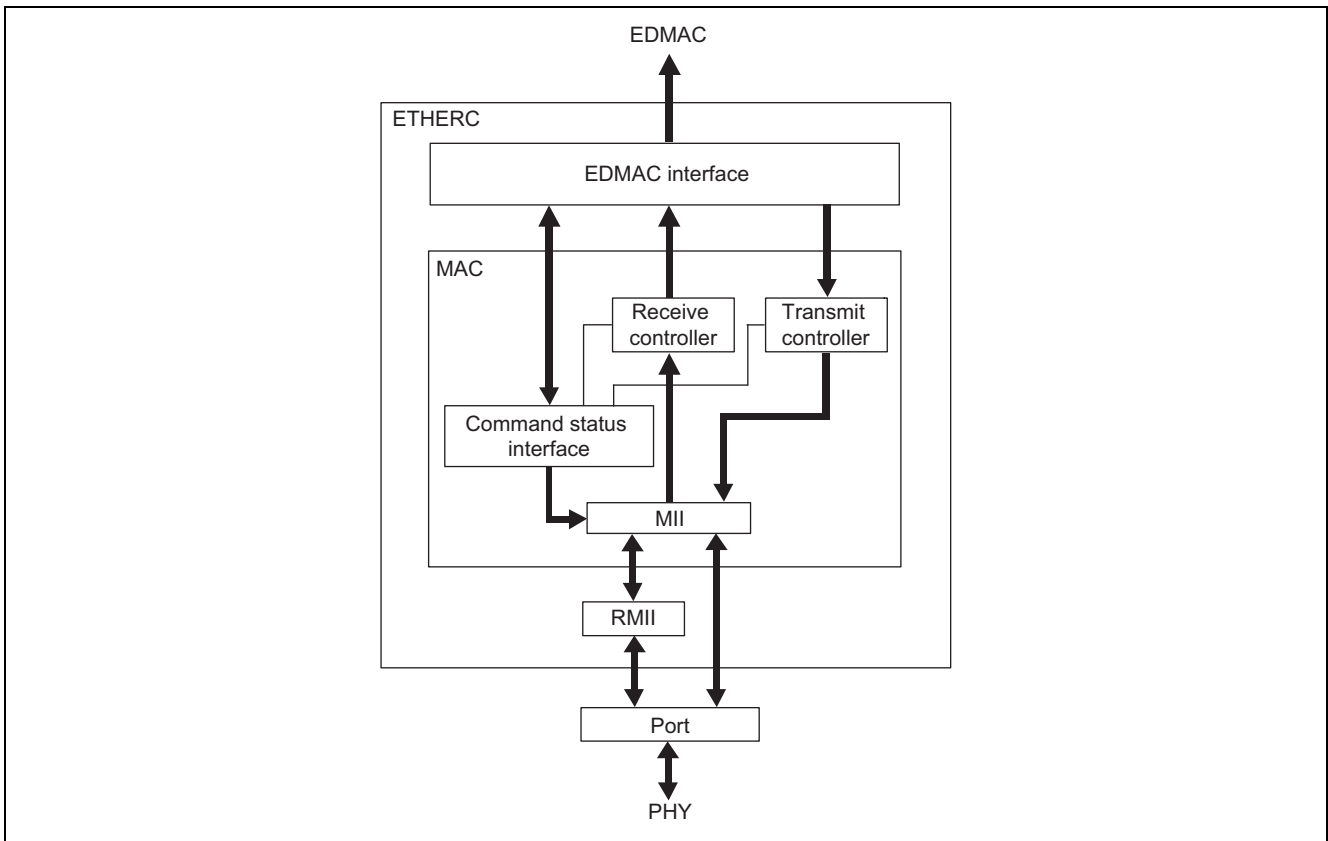 EDMAC
ETHERC
EDMAC interface
MAC
Receive
controller
Transmit
controller
Command status
interface
MII
RMII
Port
PHY